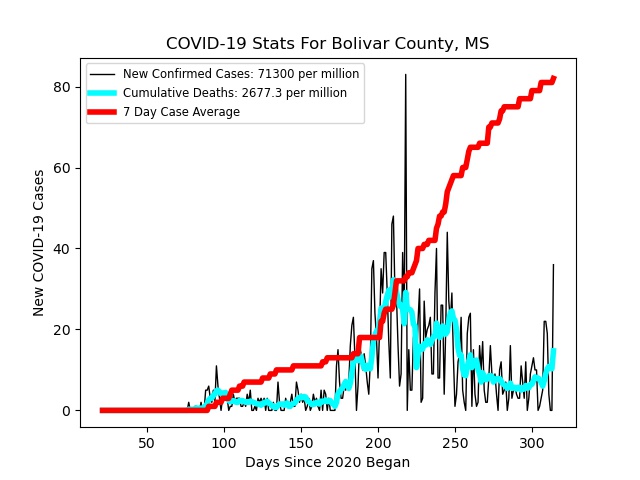 COVID-19 Stats For Bolivar County, MS
New Confirmed Cases: 71300 per million
Cumulative Deaths: 2677.3 per million
7 Day Case Average
New COVID-19 Cases
80
60
40
20
0
50 100 150 200 250 300
Days Since 2020 Began